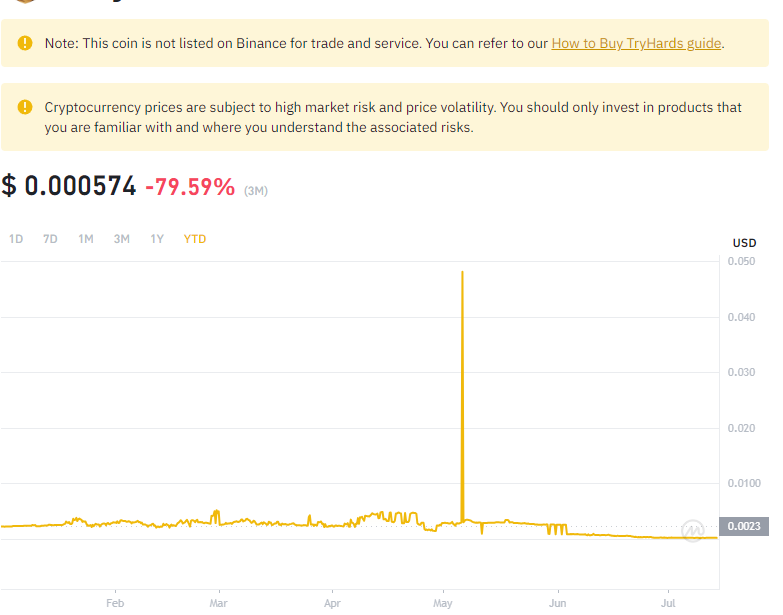 Note: This coin is not listed on Binance for trade and service. You can refer to our How to Buy TryHards guide.
Cryptocurrency prices are subject to high market risk and price volatility. You should only invest in products that
you are familiar with and where you understand the associated risks.
$ 0.000574 -79.59% (3M)
1D 7D 1M 3M 1Y YTD
USD
0.050
0.040
0.030
0.020
0.0100
0.0023
Feb Mar Apr May Jun Jul